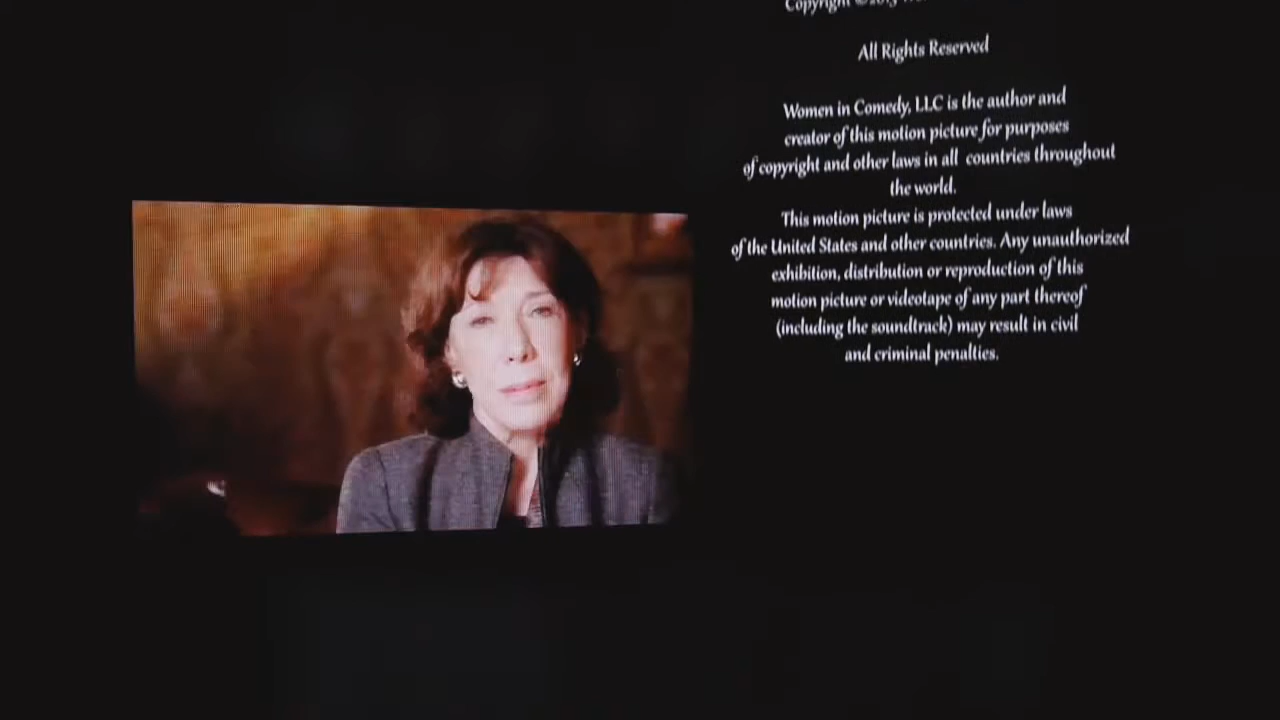 Copyright ©2013
All Rights Reserved
Women in Comedy, LLC is the author and
creator of this motion picture for purposes
of copyright and other laws in all countries throughout
the world.
This motion picture is protected under laws
of the United States and other countries. Any unauthorized
exhibition, distribution or reproduction of this
motion picture or videotape of any part thereof
(including the soundtrack) may result in civil
and criminal penalties.